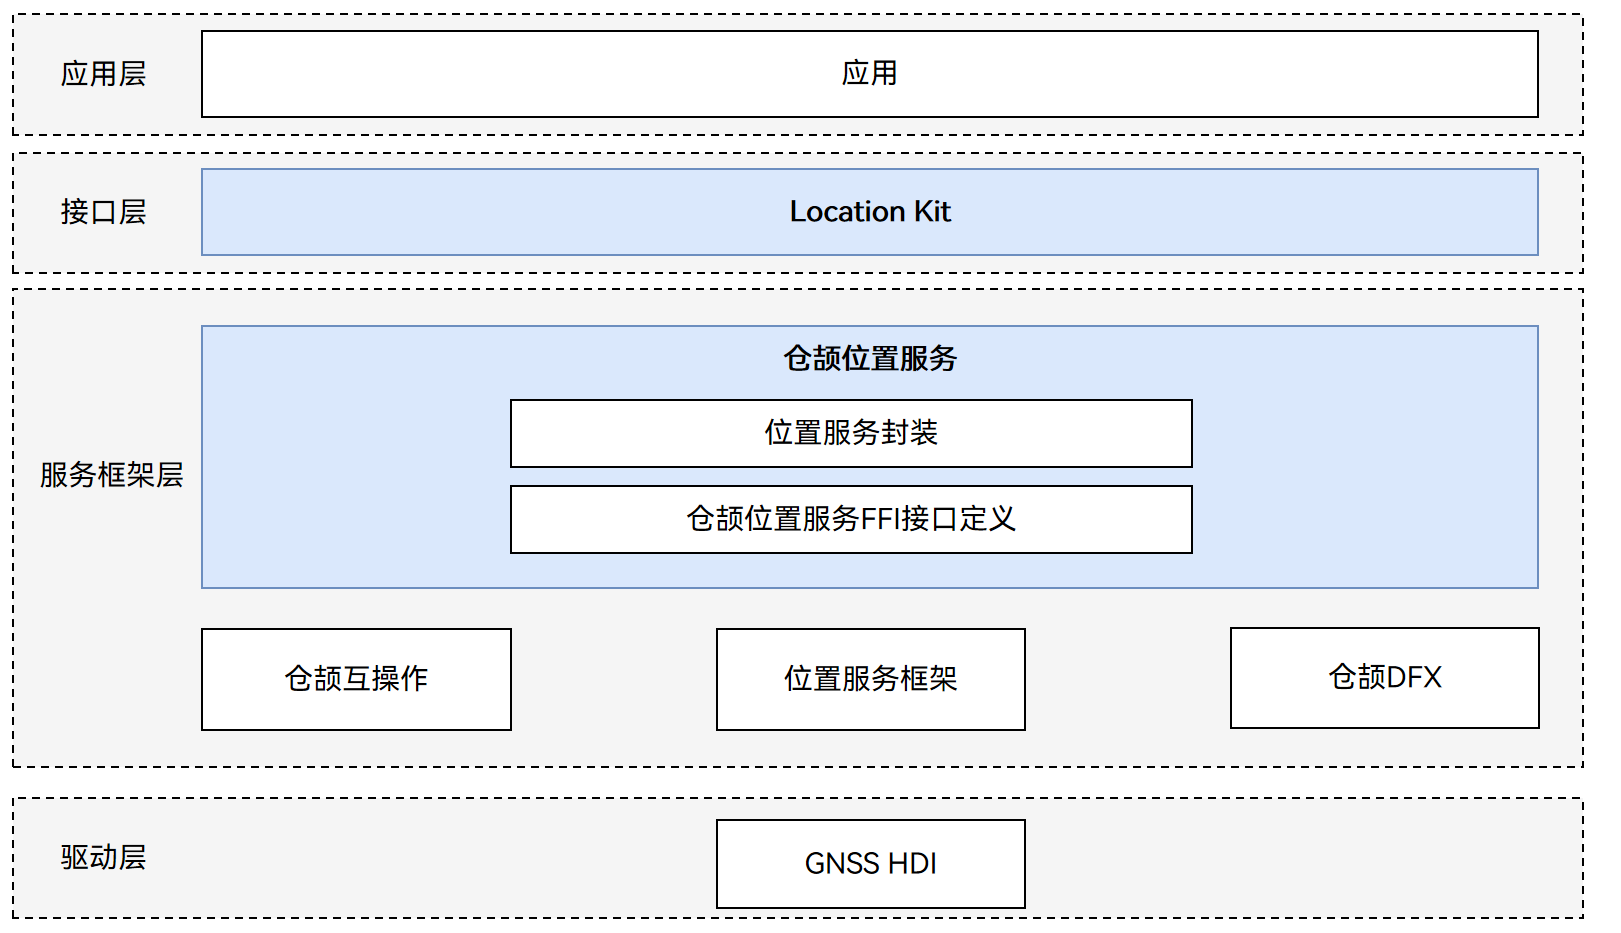 应用层
应用
接口层
Location Kit
服务框架层
仓颉位置服务
位置服务封装
仓颉位置服务FFI接口定义
仓颉互操作
位置服务框架
仓颉DFX
驱动层
GNSS HDI